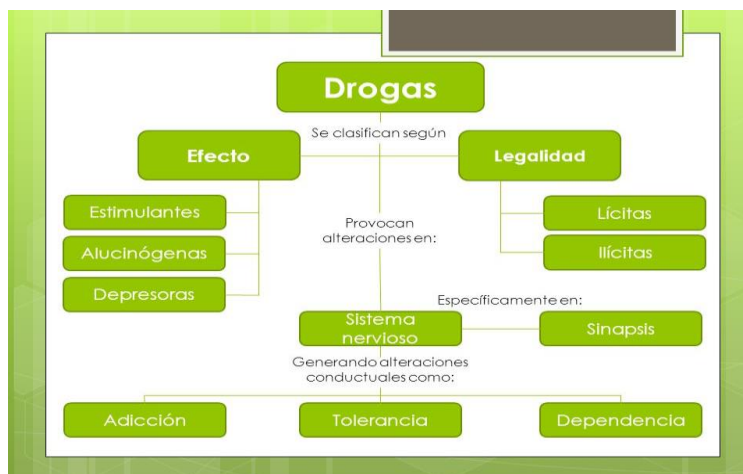 Drogas
Se clasifican según
Efecto
Legalidad
Estimulantes
Alucinógenas
Depresoras
Lícitas
Ilícitas
Provocan
alteraciones en:
Específicamente en:
Sistema
nervioso
Sinapsis
Generando alteraciones
conductuales como:
Adicción
Tolerancia
Dependencia